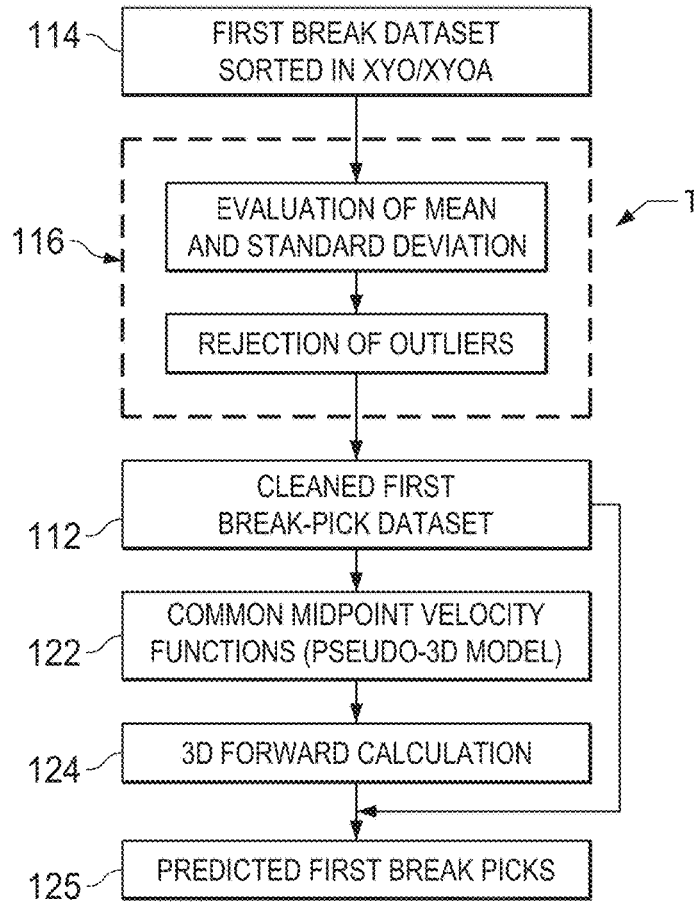 114
FIRST BREAK DATASET
SORTED IN XYO/XYOA
T
116
EVALUATION OF MEAN
AND STANDARD DEVIATION
REJECTION OF OUTLIERS
112
CLEANED FIRST
BREAK-PICK DATASET
122
COMMON MIDPOINT VELOCITY
FUNCTIONS (PSEUDO-3D MODEL)
124
3D FORWARD CALCULATION
125
PREDICTED FIRST BREAK PICKS